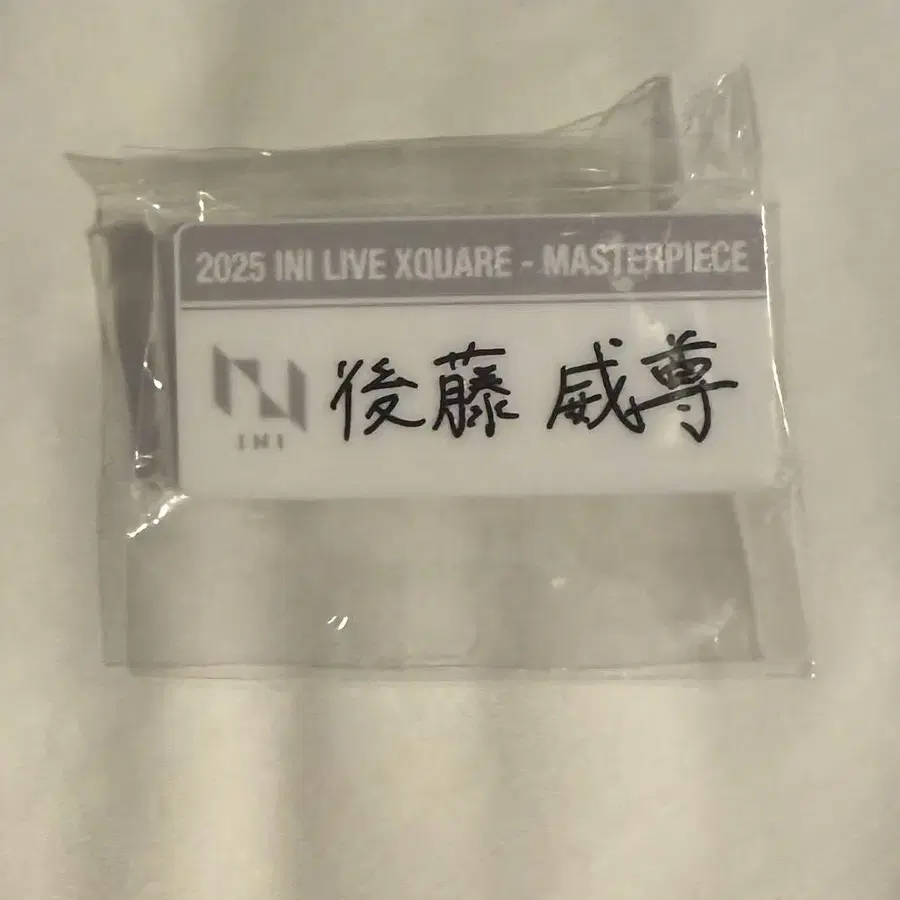 2025 INI LIVE XQUARE - MASTERPIECE
INI
後藤 威尊